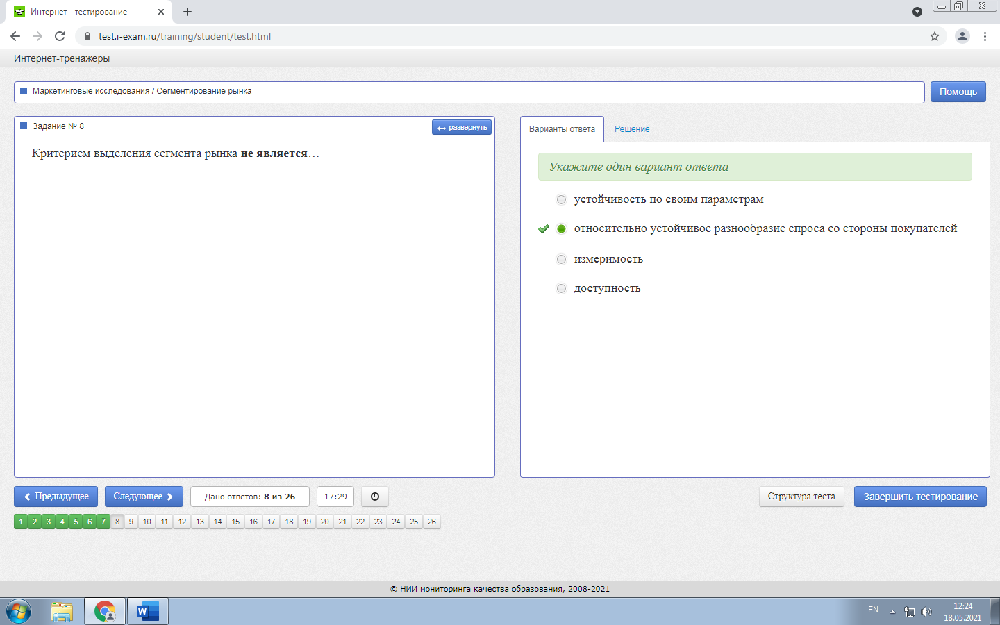 Интернет - тестирование
test.i-exam.ru/training/student/test.html
Интернет-тренажеры
Маркетинговые исследования / Сегментирование рынка
Помощь
Задание № 8
развернуть
Критерием выделения сегмента рынка не является…
Варианты ответа
Решение
Укажите один вариант ответа
устойчивость по своим параметрам
относительно устойчивое разнообразие спроса со стороны покупателей
измеримость
доступность
Предыдущее
Следующее
Дано ответов: 8 из 26
17:29
Структура теста
Завершить тестирование
1 2 3 4 5 6 7 8 9 10 11 12 13 14 15 16 17 18 19 20 21 22 23 24 25 26
© НИИ мониторинга качества образования, 2008-2021
EN
12:24
18.05.2021